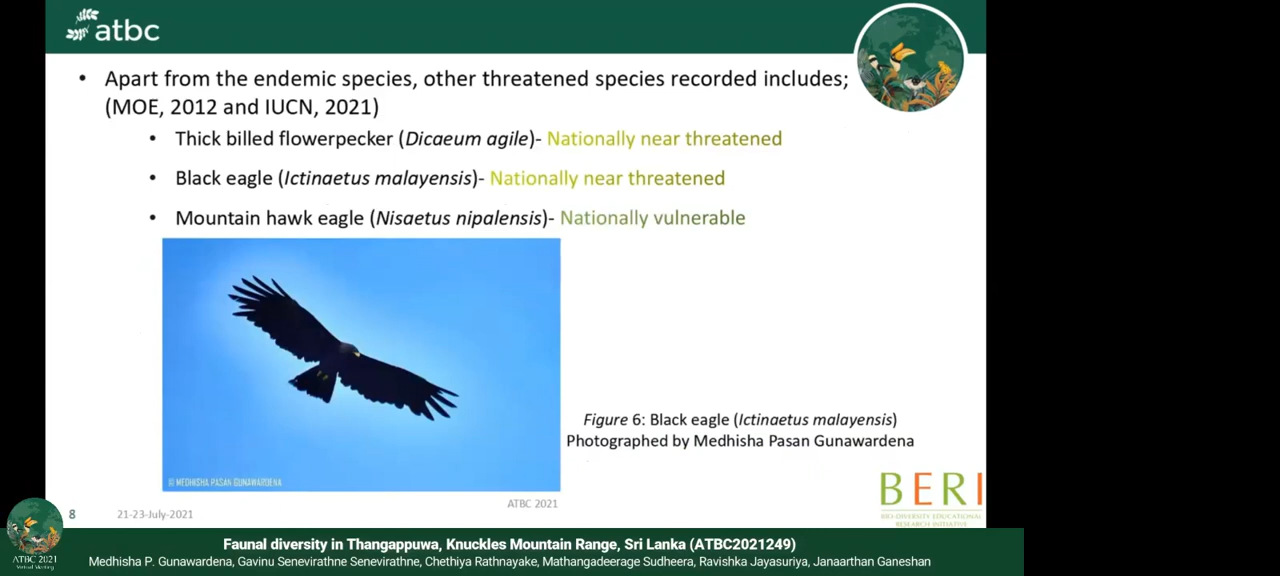 atbc
• Apart from the endemic species, other threatened species recorded includes;
(MOE, 2012 and IUCN, 2021)
• Thick billed flowerpecker (Dicaeum agile)- Nationally near threatened
• Black eagle (Ictinaetus malayensis)- Nationally near threatened
• Mountain hawk eagle (Nisaetus nipalensis)- Nationally vulnerable
Figure 6: Black eagle (Ictinaetus malayensis)
Photographed by Medhisha Pasan Gunawardena
© MEDHISHA PASAN GUNAWARDENA
BERI
BIO-DIVERSITY EDUCATIONAL
RESEARCH INITIATIVE
8
21-23-July-2021
ATBC 2021
ATBC 2021
Virtual Meeting
Faunal diversity in Thangappuwa, Knuckles Mountain Range, Sri Lanka (ATBC2021249)
Medhisha P. Gunawardena, Gavinu Senevirathne Senevirathne, Chethiya Rathnayake, Mathangadeerage Sudheera, Ravishka Jayasuriya, Janaarthan Ganeshan